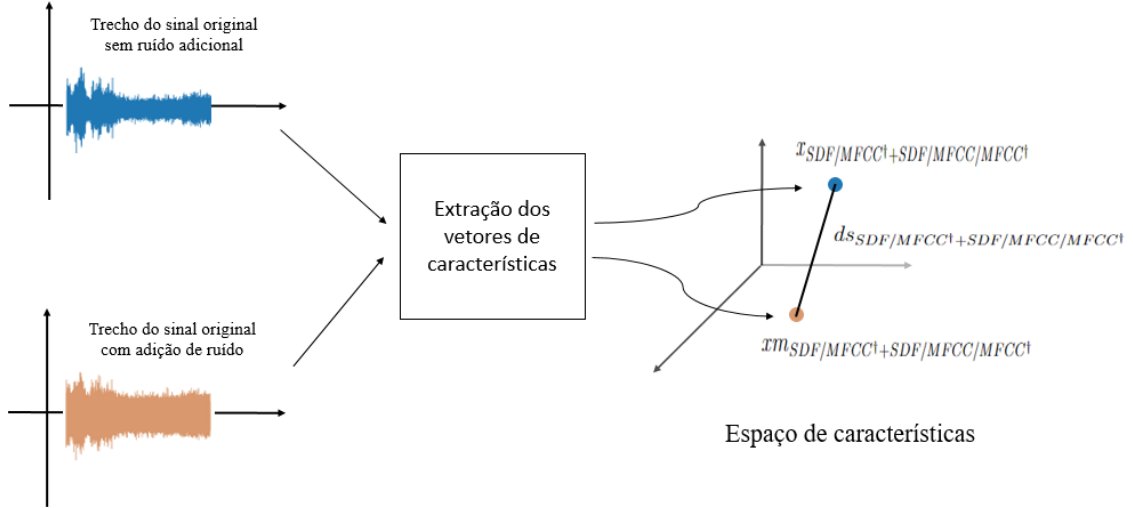 Trecho do sinal original
sem ruído adicional
Extração dos
vetores de
características
x_{SDF/MFCC†+SDF/MFCC/MFCC†}
ds_{SDF/MFCC†+SDF/MFCC/MFCC†}
xm_{SDF/MFCC†+SDF/MFCC/MFCC†}
Trecho do sinal original
com adição de ruído
Espaço de características